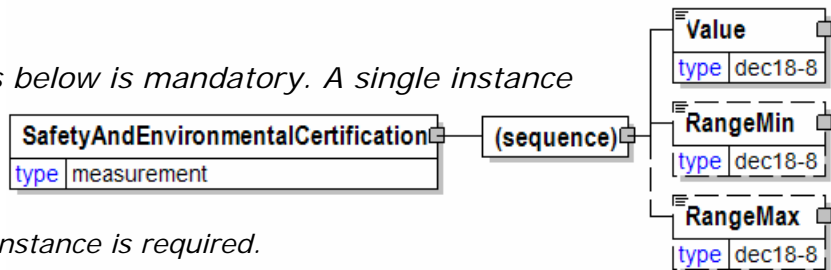 Value
type dec18-8
s below is mandatory. A single instance
SafetyAndEnvironmentalCertification
type measurement
(sequence)
RangeMin
type dec18-8
RangeMax
type dec18-8
nstance is required.